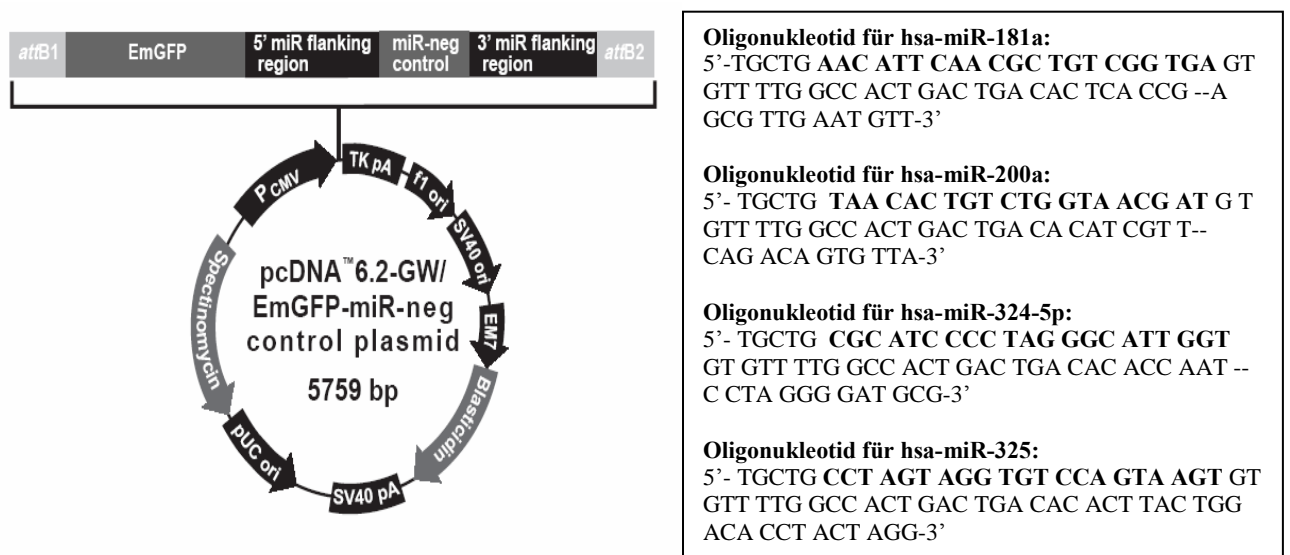 attB1 EmGFP 5' miR flanking region miR-neg control 3' miR flanking region attB2
PCMV
TK pA
f1 ori
SV40 ori
EM7
Blasticidin
SV40 pA
pUC ori
Spectinomycin
pcDNA™6.2-GW/
EmGFP-miR-neg
control plasmid
5759 bp
Oligonukleotid für hsa-miR-181a:
5'-TGCTG AAC ATT CAA CGC TGT CGG TGA GT
GTT TTG GCC ACT GAC TGA CAC TCA CCG --A
GCG TTG AAT GTT-3'
Oligonukleotid für hsa-miR-200a:
5'- TGCTG TAA CAC TGT CTG GTA ACG AT G T
GTT TTG GCC ACT GAC TGA CA CAT CGT T--
CAG ACA GTG TTA-3'
Oligonukleotid für hsa-miR-324-5p:
5'- TGCTG CGC ATC CCC TAG GGC ATT GGT
GT GTT TTG GCC ACT GAC TGA CAC ACC AAT --
C CTA GGG GAT GCG-3'
Oligonukleotid für hsa-miR-325:
5'- TGCTG CCT AGT AGG TGT CCA GTA AGT GT
GTT TTG GCC ACT GAC TGA CAC ACT TAC TGG
ACA CCT ACT AGG-3'